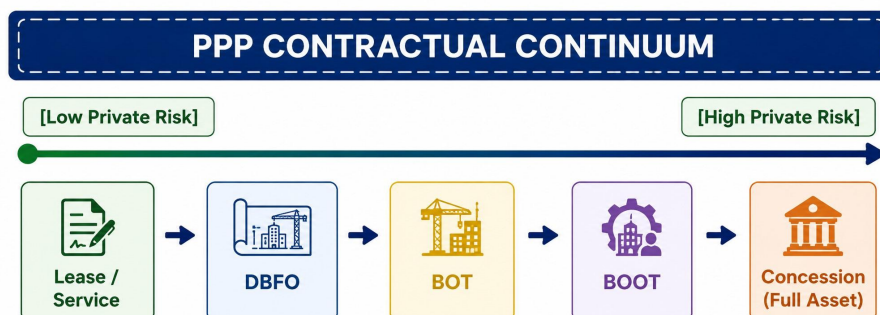 PPP CONTRACTUAL CONTINUUM
[Low Private Risk]
[High Private Risk]
Lease /
Service
DBFO
BOT
BOOT
Concession
(Full Asset)